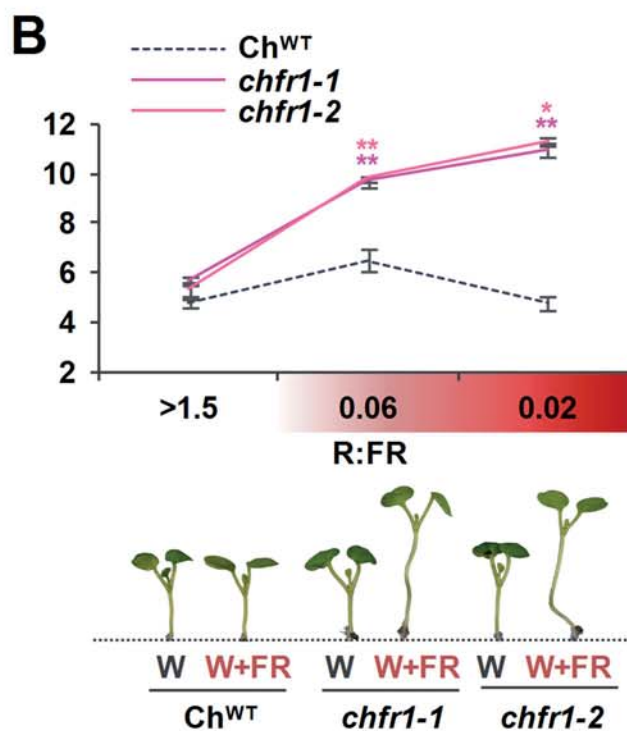 B
Ch^WT
chfr1-1
chfr1-2
12
10
8
6
4
2
** **
* **
>1.5 0.06 0.02
R:FR
W W+FR W W+FR W W+FR
Ch^WT chfr1-1 chfr1-2